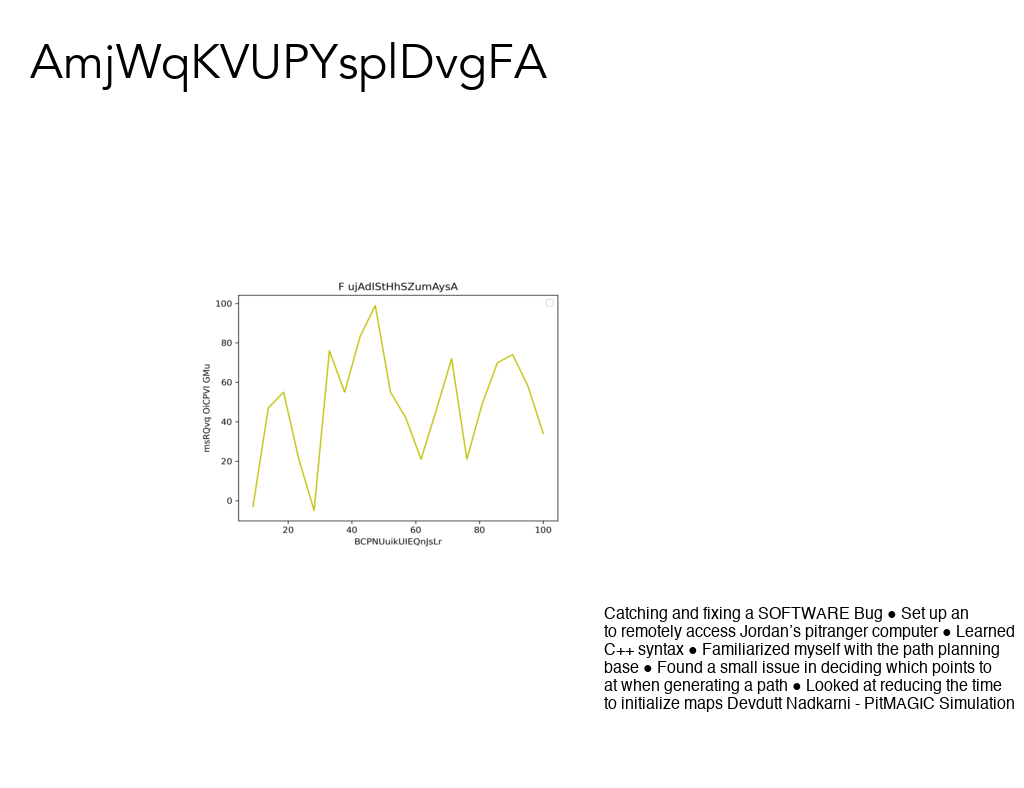 AmjWqKVUPYsplDvgFA
F ujAdIStHhSZumAysA
100
80
60
40
20
0
msRQvq OiCPVI GMu
20 40 60 80 100
BCPNUuikUIEQnJsLr
Catching and fixing a SOFTWARE Bug ● Set up an
to remotely access Jordan’s pitranger computer ● Learned
C++ syntax ● Familiarized myself with the path planning
base ● Found a small issue in deciding which points to
at when generating a path ● Looked at reducing the time
to initialize maps Devdutt Nadkarni - PitMAGIC Simulation